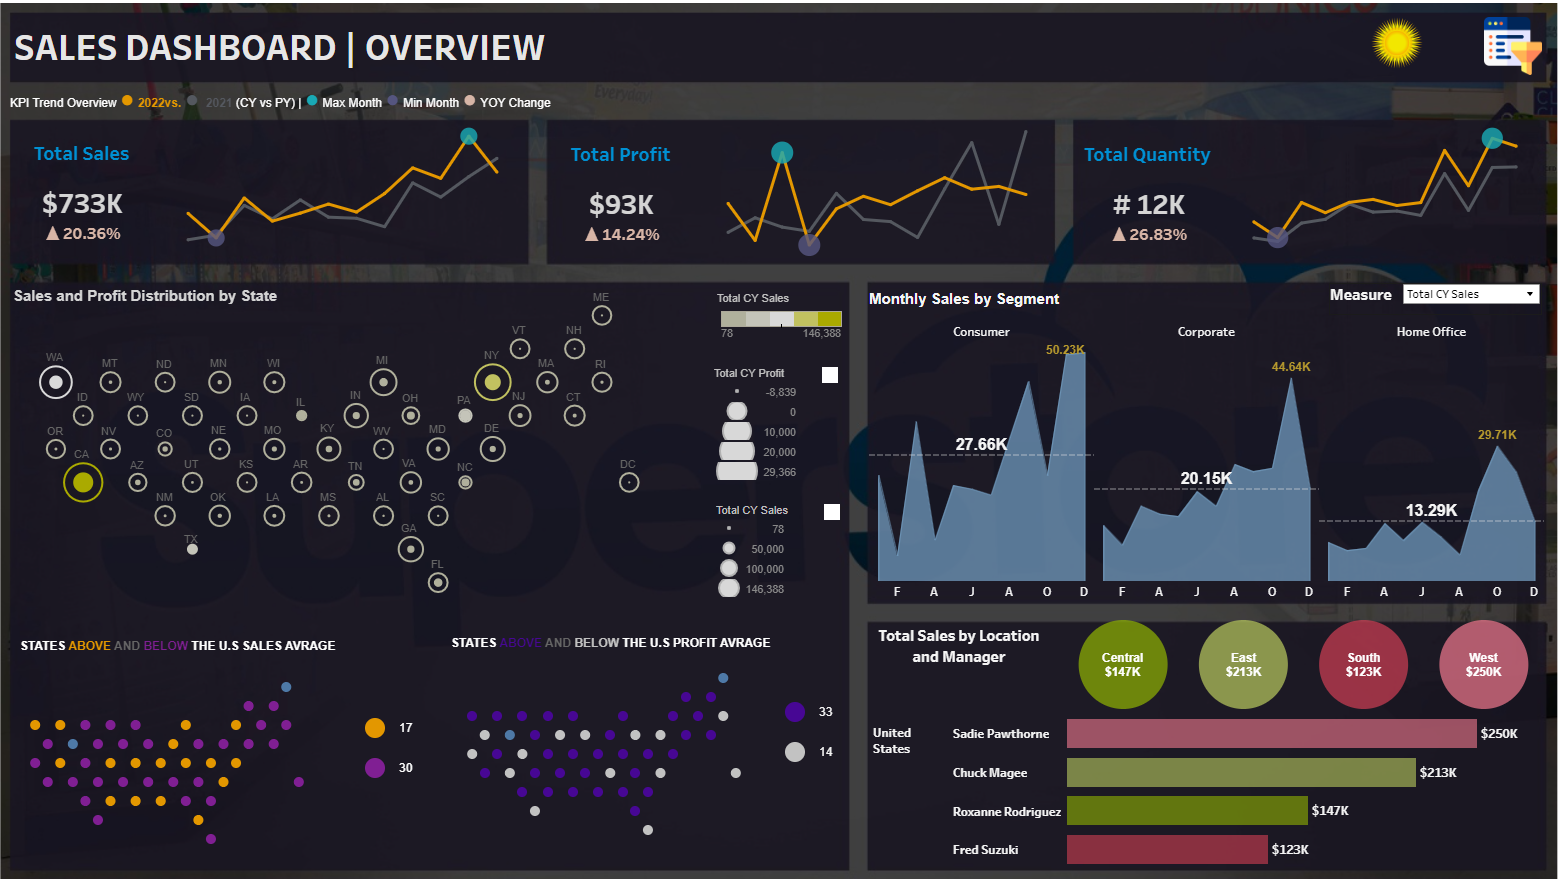 SALES DASHBOARD | OVERVIEW
KPI Trend Overview 2022vs. 2021 (CY vs PY) | Max Month Min Month YOY Change
Total Sales
$733K
▲ 20.36%
Total Profit
$93K
▲ 14.24%
Total Quantity
# 12K
▲ 26.83%
Sales and Profit Distribution by State
ME
VT NH
WA MT ND MN WI MI NY MA RI
ID WY SD IA IL IN OH PA NJ CT
OR NV CO NE MO KY WV MD DE
CA AZ UT KS AR TN VA NC DC
NM OK LA MS AL SC
TX GA
FL
Total CY Sales
78 146,388
Total CY Profit
-8,839
0
10,000
20,000
29,366
Total CY Sales
78
50,000
100,000
146,388
Monthly Sales by Segment
Measure Total CY Sales
Consumer Corporate Home Office
50.23K
44.64K
29.71K
27.66K
20.15K
13.29K
F A J A O D F A J A O D F A J A O D
STATES ABOVE AND BELOW THE U.S SALES AVRAGE
17
30
STATES ABOVE AND BELOW THE U.S PROFIT AVRAGE
33
14
Total Sales by Location
and Manager
Central
$147K
East
$213K
South
$123K
West
$250K
United
States
Sadie Pawthorne $250K
Chuck Magee $213K
Roxanne Rodriguez $147K
Fred Suzuki $123K
superstore
Everyday!